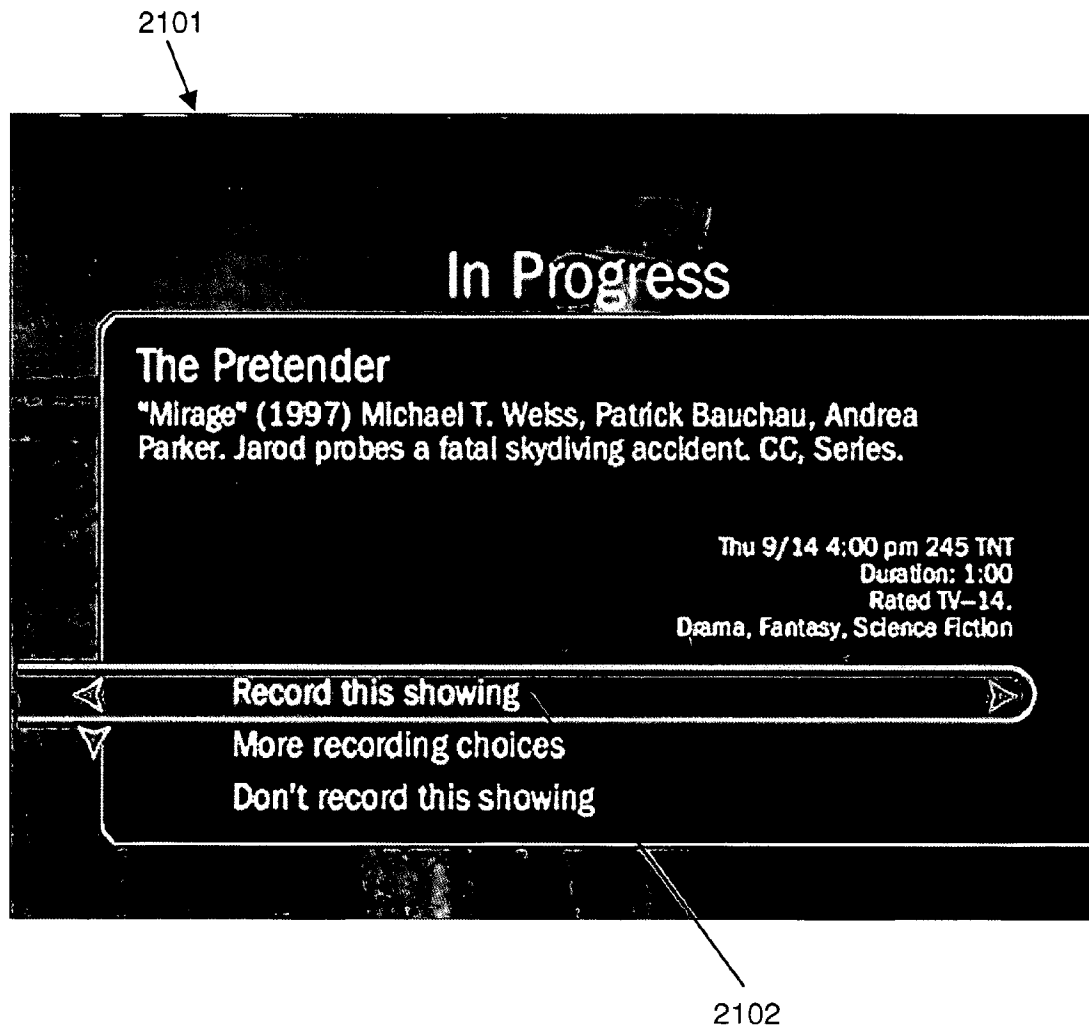 2101
In Progress
The Pretender
"Mirage" (1997) Michael T. Weiss, Patrick Bauchau, Andrea
Parker. Jarod probes a fatal skydiving accident. CC, Series.
Thu 9/14 4:00 pm 245 TNT
Duration: 1:00
Rated TV-14.
Drama, Fantasy, Science Fiction
Record this showing
More recording choices
Don't record this showing
2102